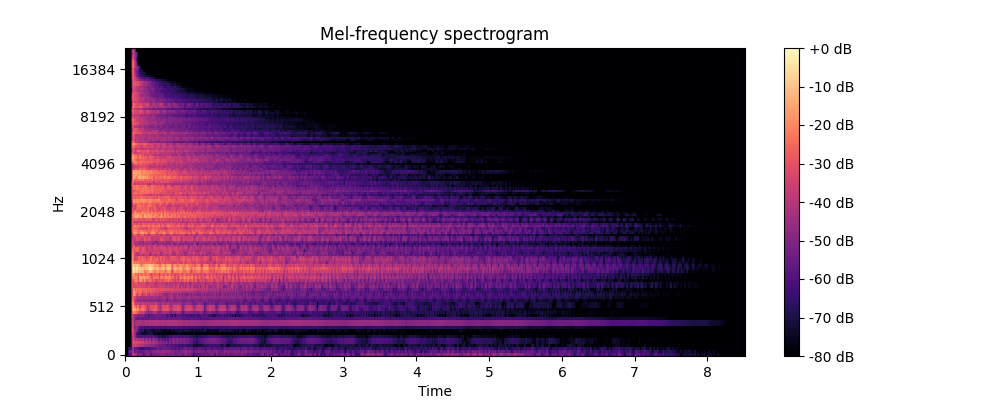 Mel-frequency spectrogram
Hz
16384
8192
4096
2048
1024
512
0
0 1 2 3 4 5 6 7 8
Time
+0 dB
-10 dB
-20 dB
-30 dB
-40 dB
-50 dB
-60 dB
-70 dB
-80 dB